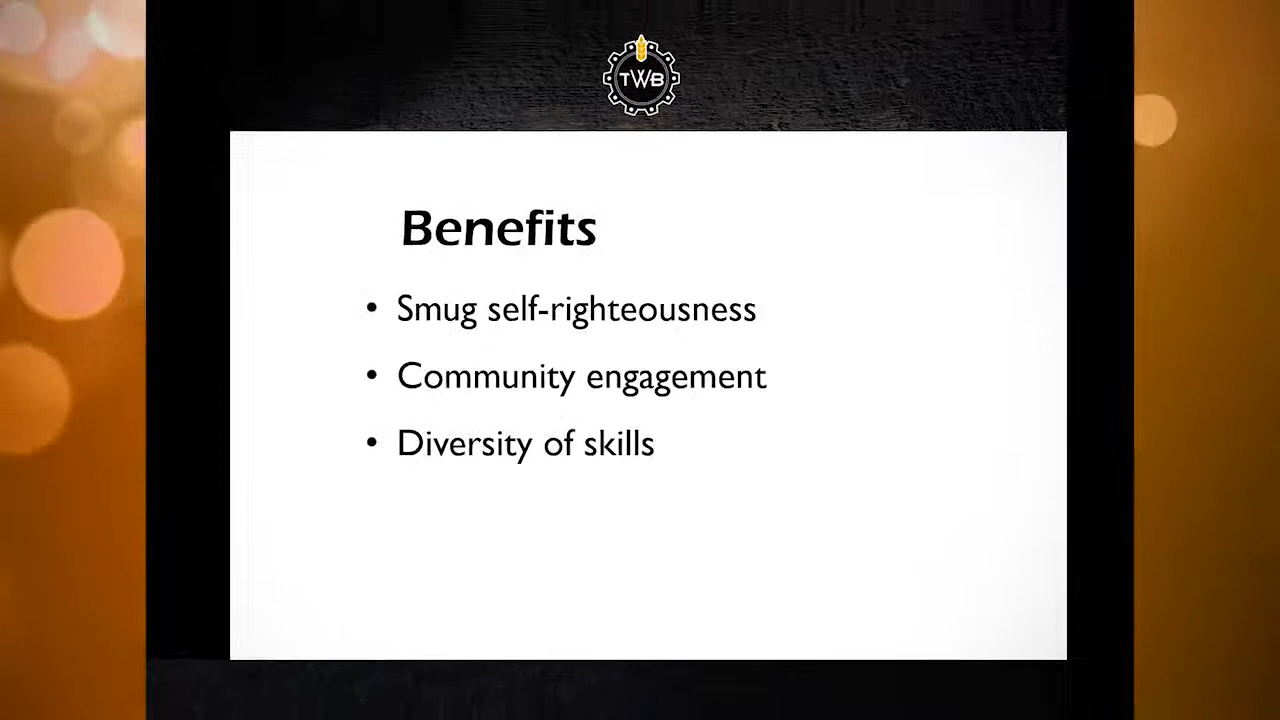 TWB
Benefits
• Smug self-righteousness
• Community engagement
• Diversity of skills